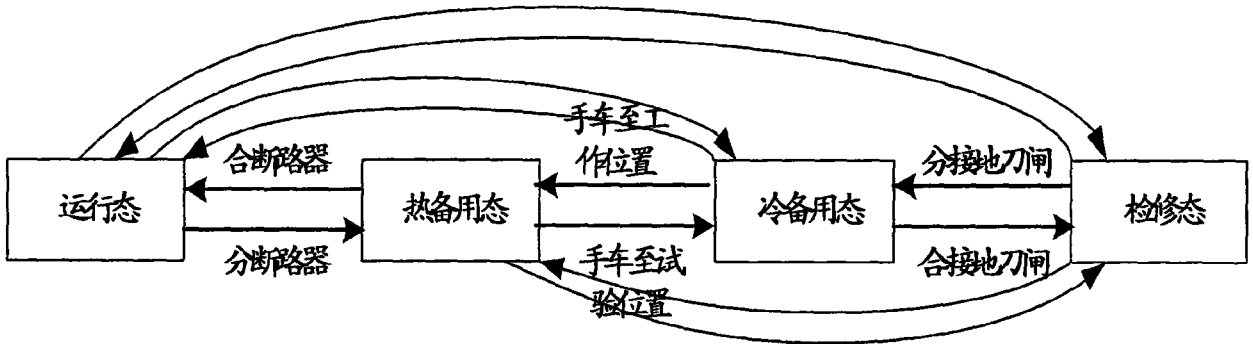 手车至工
作位置
合断路器
分接地刀闸
运行态
热备用态
冷备用态
检修态
分断路器
手车至试
验位置
合接地刀闸